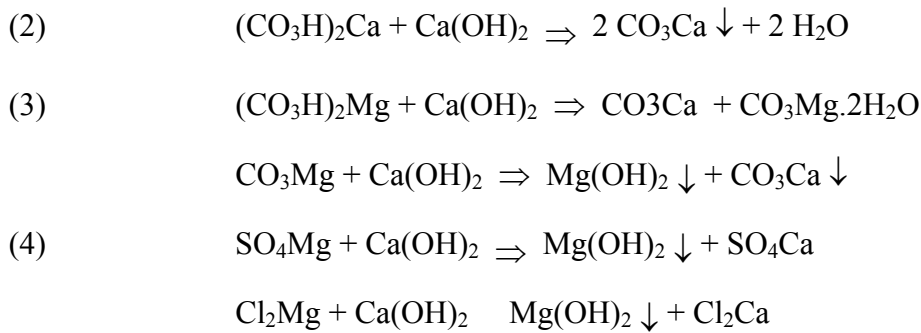 (2) (CO₃H)₂Ca + Ca(OH)₂ ⇒ 2 CO₃Ca ↓ + 2 H₂O
(3) (CO₃H)₂Mg + Ca(OH)₂ ⇒ CO3Ca + CO₃Mg.2H₂O
CO₃Mg + Ca(OH)₂ ⇒ Mg(OH)₂ ↓ + CO₃Ca ↓
(4) SO₄Mg + Ca(OH)₂ ⇒ Mg(OH)₂ ↓ + SO₄Ca
Cl₂Mg + Ca(OH)₂ Mg(OH)₂ ↓ + Cl₂Ca